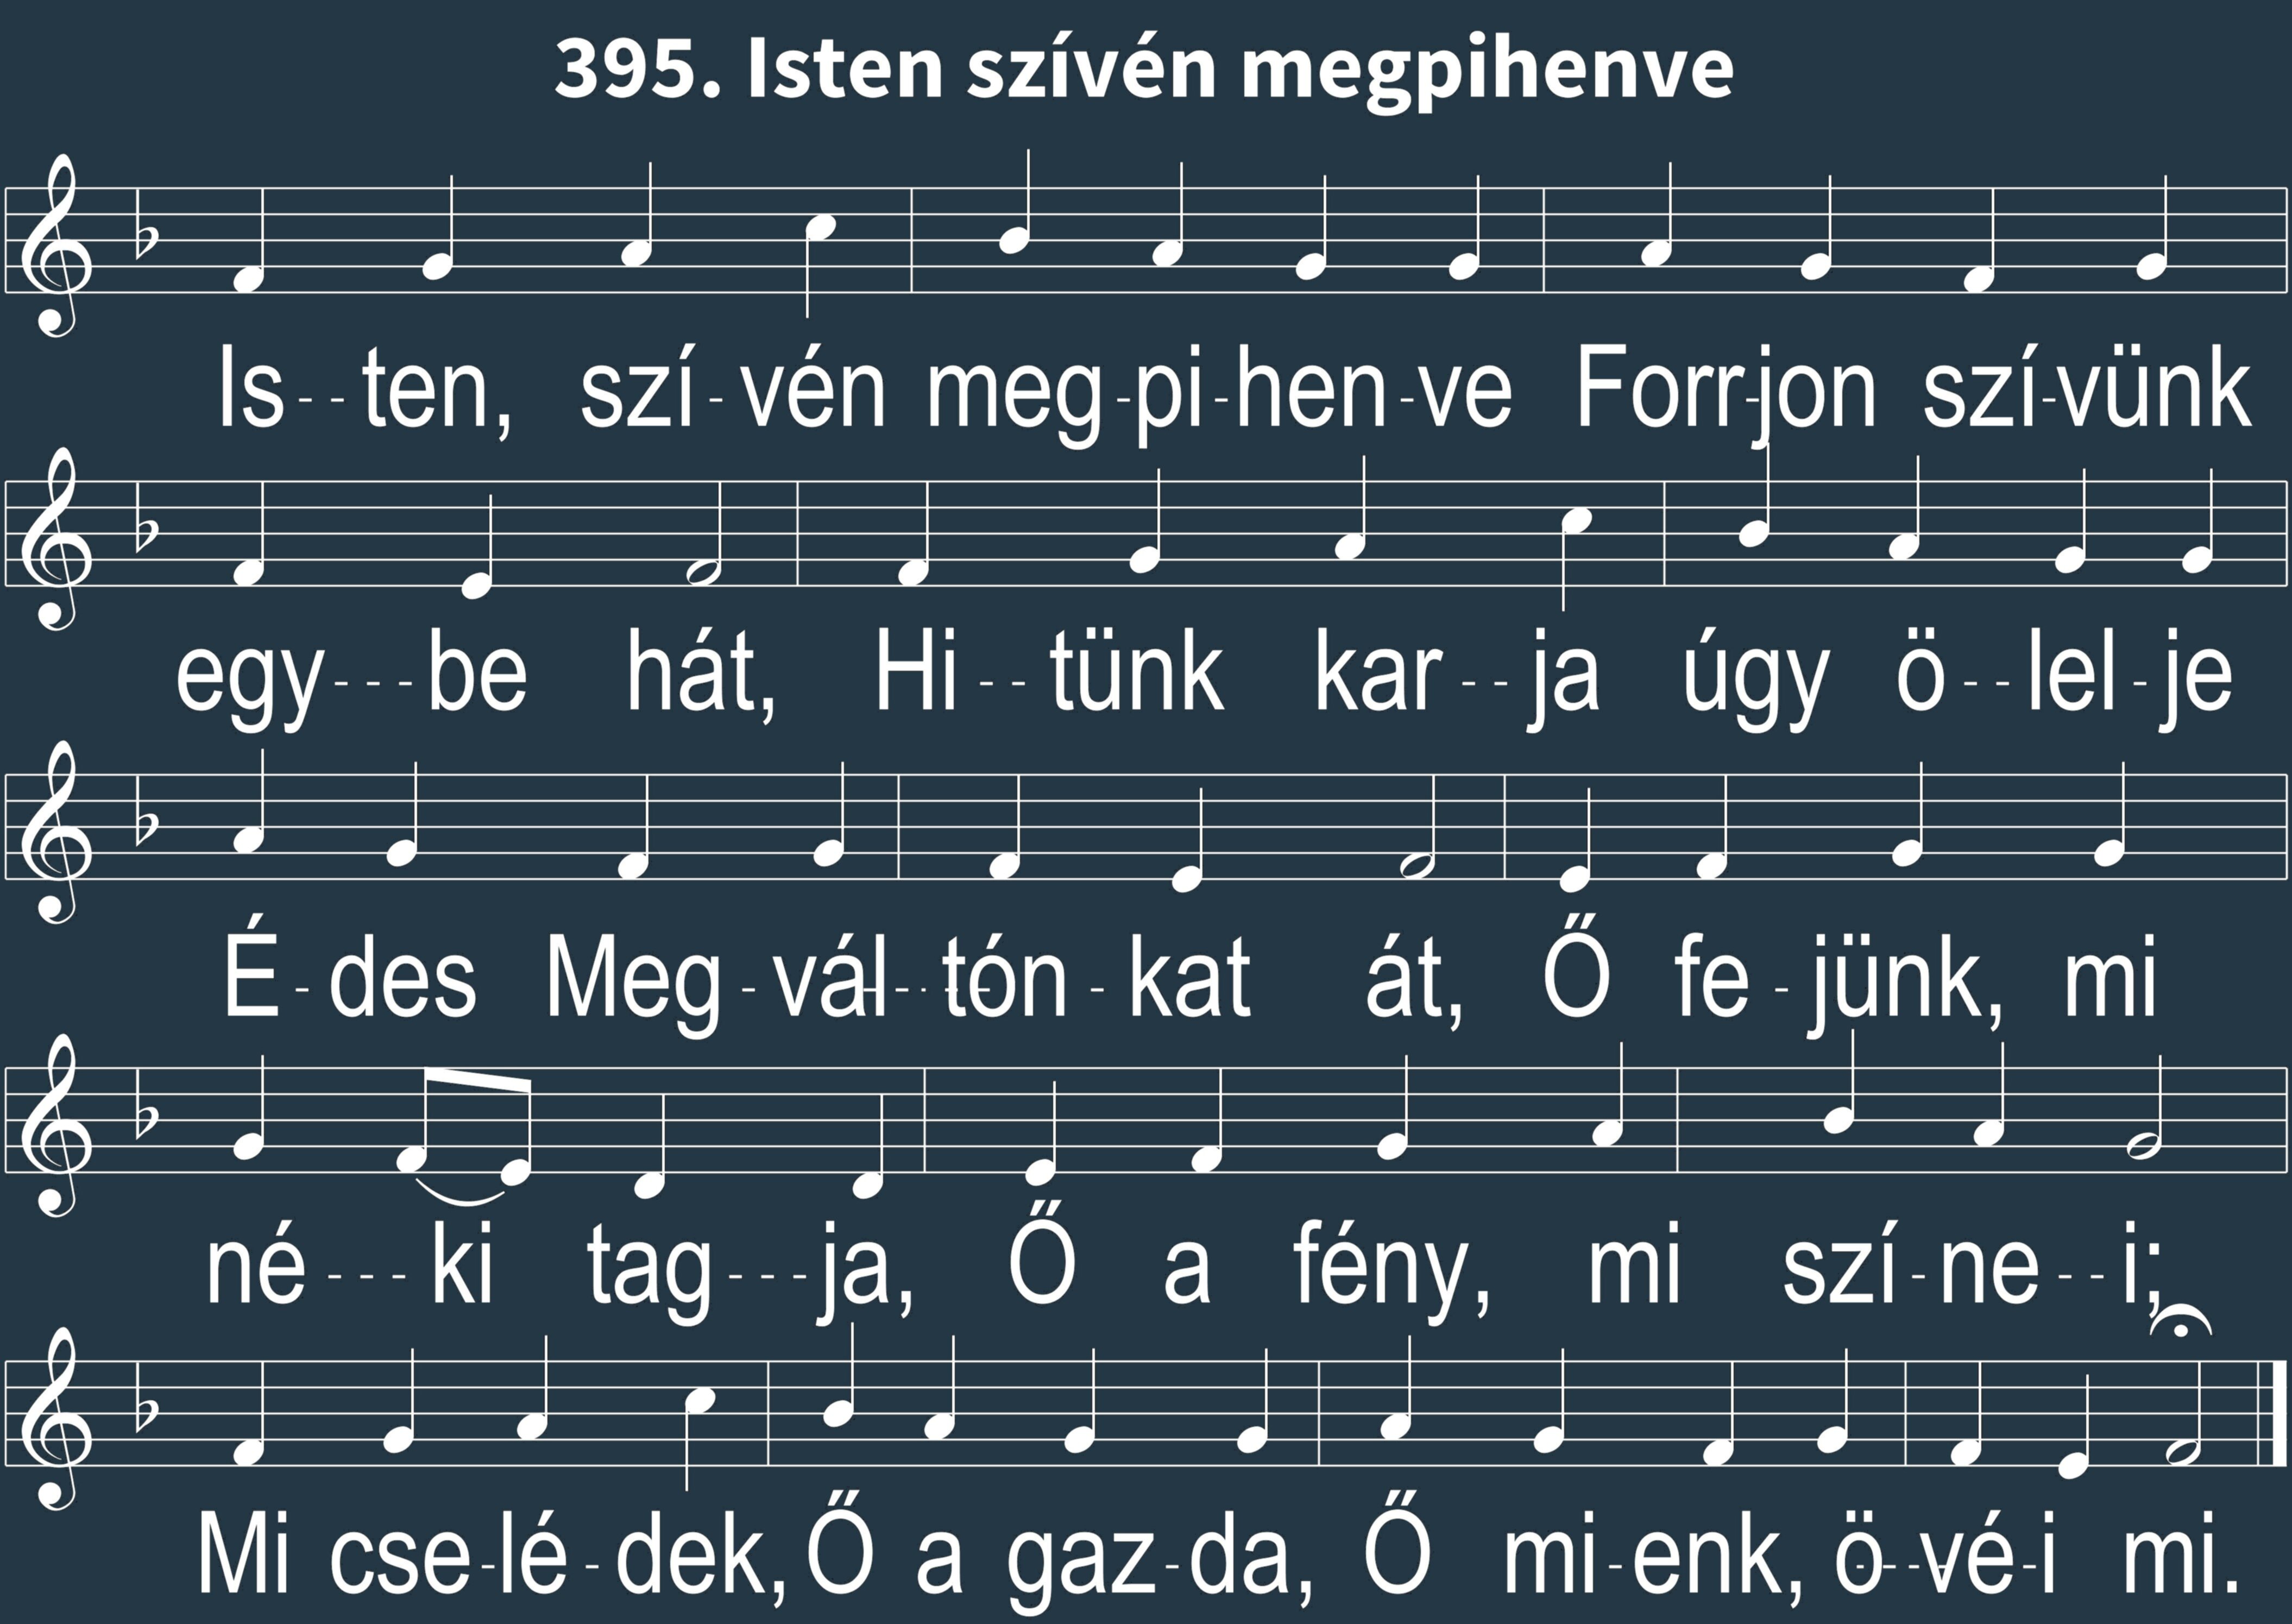 395. Isten szívén megpihenve
Is--ten, szí-vén meg-pi-hen-ve Forr-jon szí-vünk
egy---be hát, Hi--tünk kar--ja úgy ö--lel-je
É-des Meg-vál---tón-kat át, Ő fe-jünk, mi
né---ki tag---ja, Ő a fény, mi szí-ne--i;
Mi cse-lé-dek, Ő a gaz-da, Ő mi-enk, ö--vé-i mi.